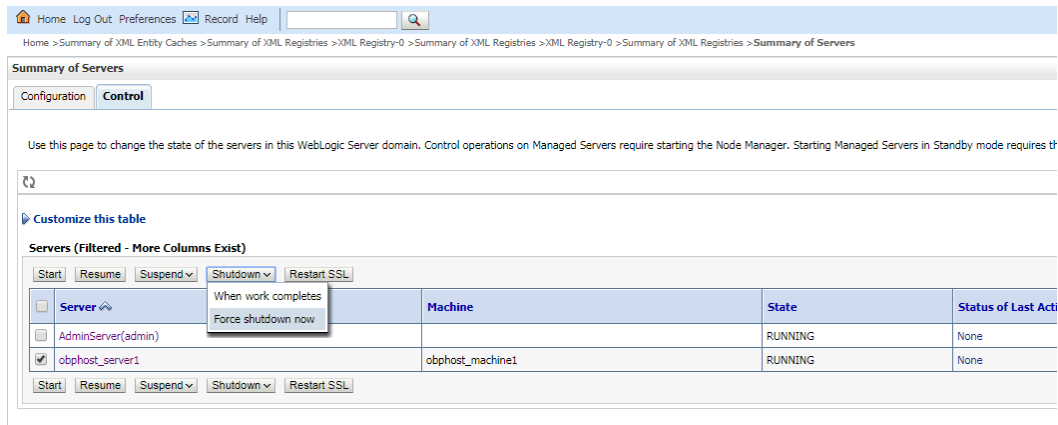 Home Log Out Preferences Record Help
Home >Summary of XML Entity Caches >Summary of XML Registries >XML Registry-0 >Summary of XML Registries >XML Registry-0 >Summary of XML Registries >Summary of Servers
Summary of Servers
Configuration Control
Use this page to change the state of the servers in this WebLogic Server domain. Control operations on Managed Servers require starting the Node Manager. Starting Managed Servers in Standby mode requires th
Customize this table
Servers (Filtered - More Columns Exist)
Start Resume Suspend Shutdown Restart SSL
When work completes
Force shutdown now
Server Machine State Status of Last Acti
AdminServer(admin) RUNNING None
obphost_server1 obphost_machine1 RUNNING None
Start Resume Suspend Shutdown Restart SSL